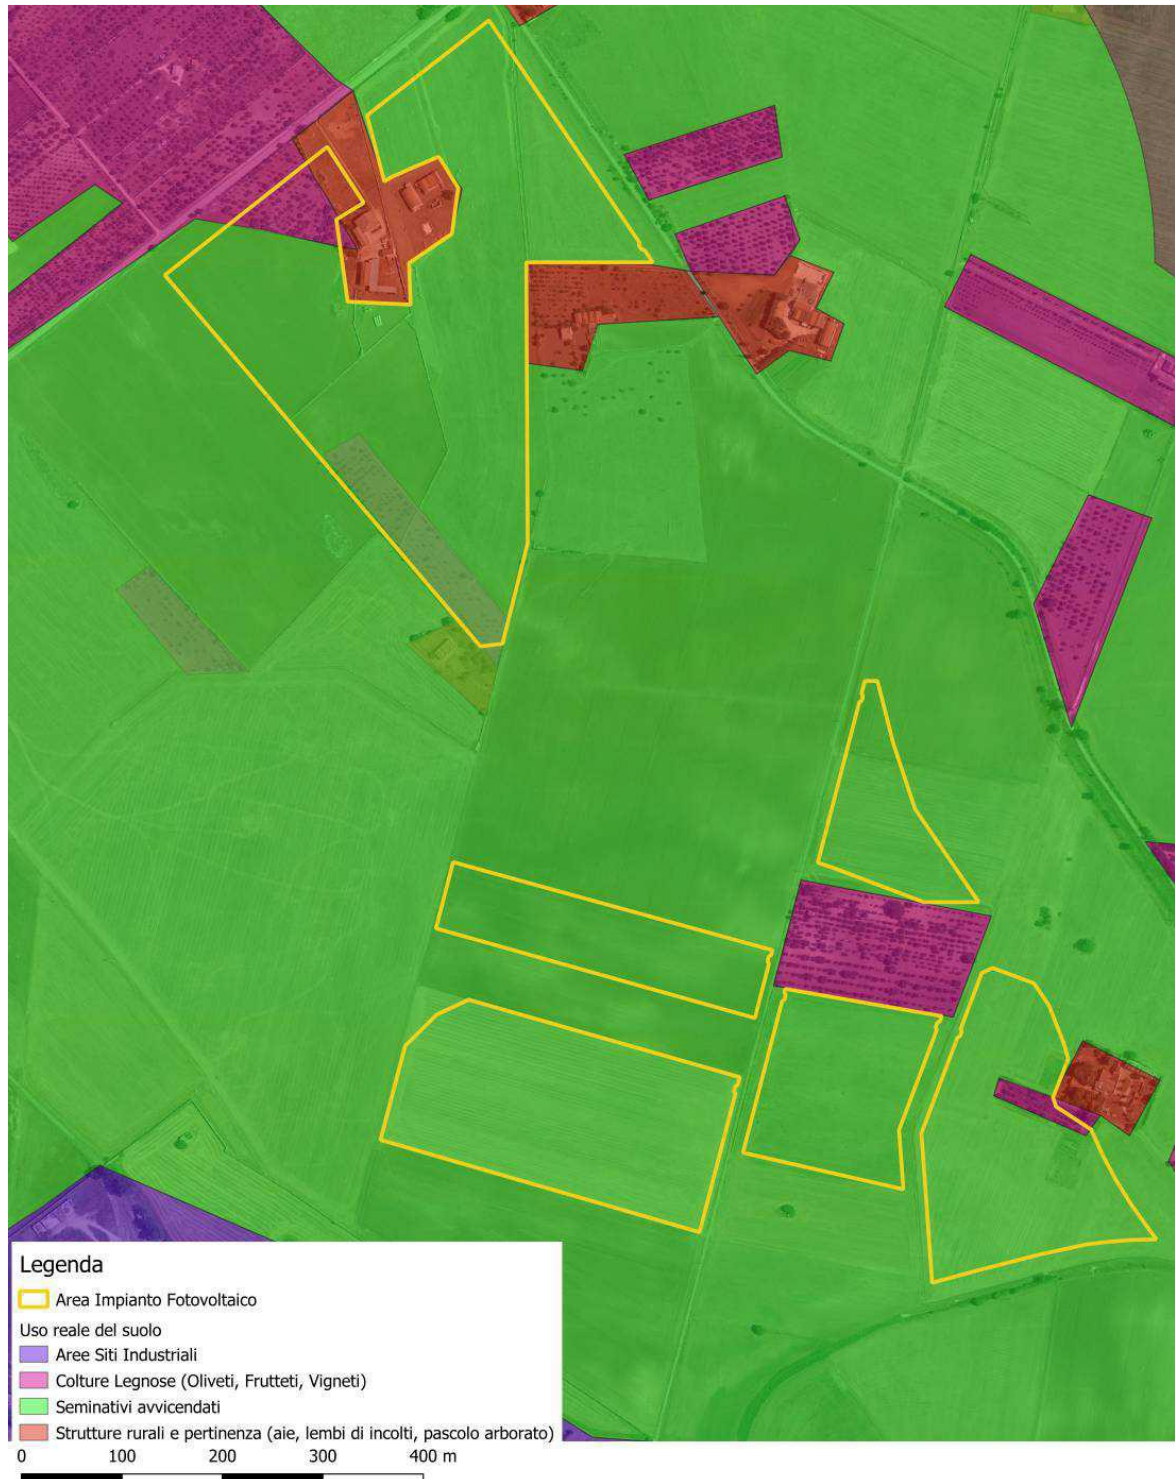 Legenda
Area Impianto Fotovoltaico
Uso reale del suolo
Aree Siti Industriali
Colture Legnose (Oliveti, Frutteti, Vigneti)
Seminativi avvicendati
Strutture rurali e pertinenza (aie, lembi di incolti, pascolo arborato)
0 100 200 300 400 m